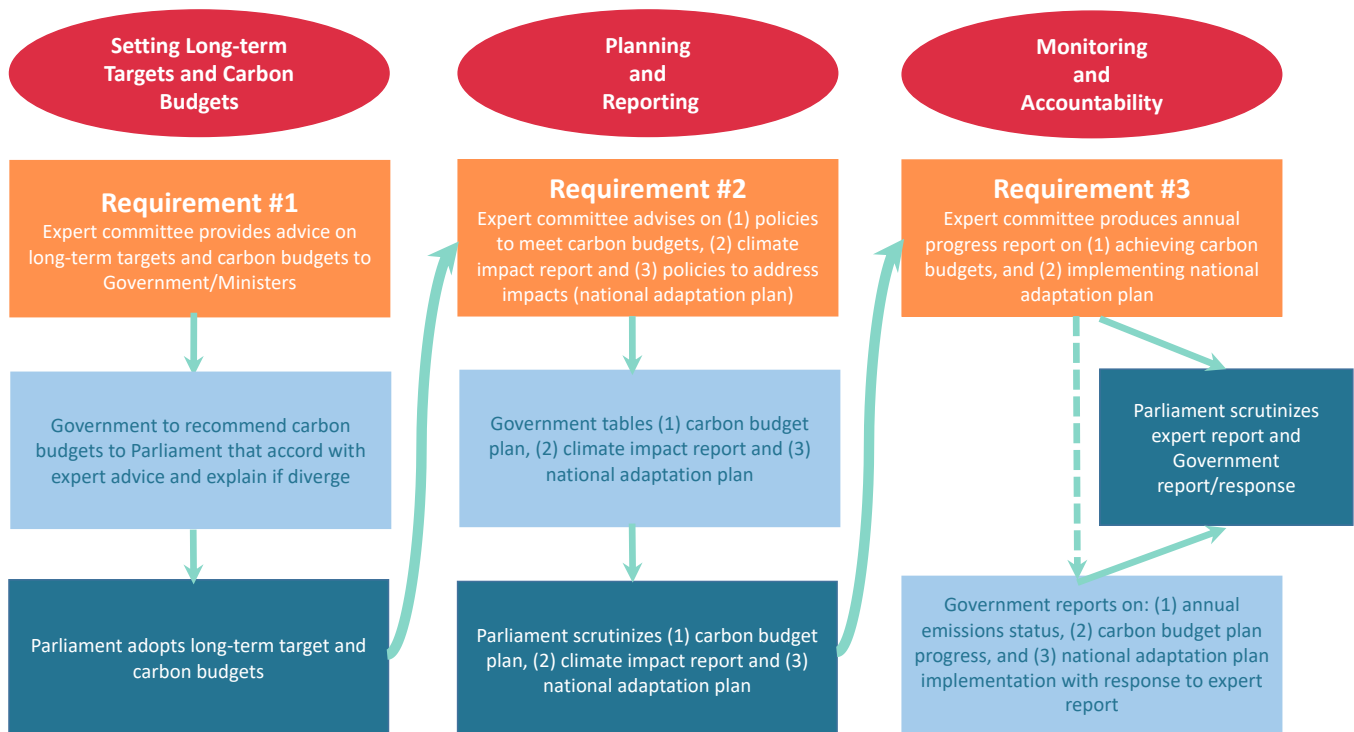 Setting Long-term
Targets and Carbon
Budgets
Planning
and
Reporting
Monitoring
and
Accountability
Requirement #1
Expert committee provides advice on
long-term targets and carbon budgets to
Government/Ministers
Government to recommend carbon
budgets to Parliament that accord with
expert advice and explain if diverge
Parliament adopts long-term target and
carbon budgets
Requirement #2
Expert committee advises on (1) policies
to meet carbon budgets, (2) climate
impact report and (3) policies to address
impacts (national adaptation plan)
Government tables (1) carbon budget
plan, (2) climate impact report and (3)
national adaptation plan
Parliament scrutinizes (1) carbon budget
plan, (2) climate impact report and (3)
national adaptation plan
Requirement #3
Expert committee produces annual
progress report on (1) achieving carbon
budgets, and (2) implementing national
adaptation plan
Parliament scrutinizes
expert report and
Government
report/response
Government reports on: (1) annual
emissions status, (2) carbon budget plan
progress, and (3) national adaptation plan
implementation with response to expert
report